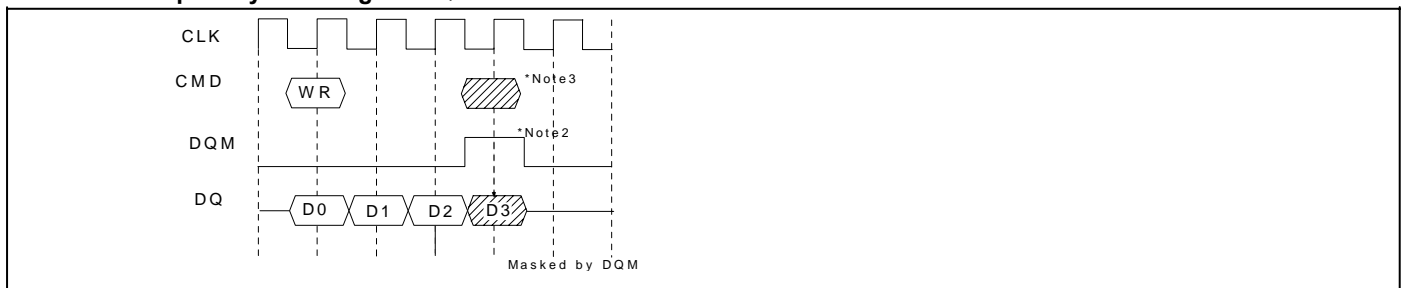 CLK
CMD
WR
*Note3
DQM
*Note2
DQ
D0 D1 D2 D3
Masked by DQM